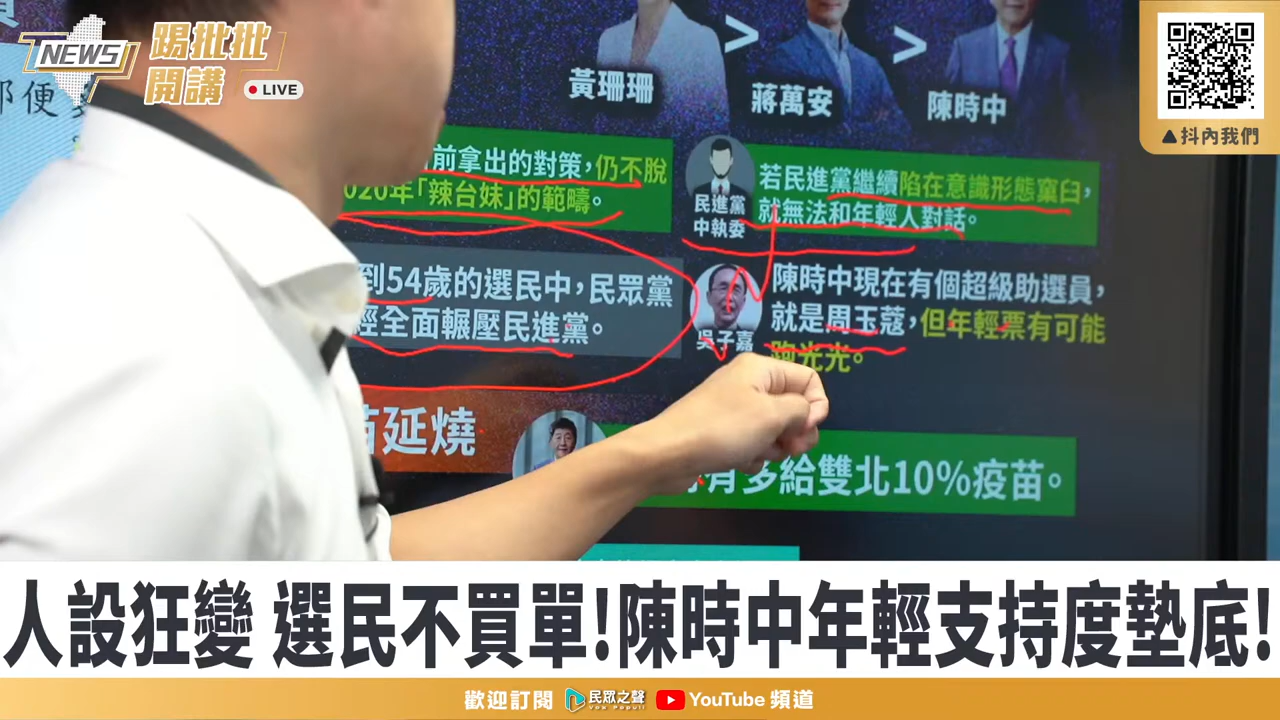 NEWS
踢批批
開講
LIVE
抖內我們
黃珊珊
>
蔣萬安
>
陳時中
前拿出的對策,仍不脫
2020年「辣台妹」的範疇。
民進黨
中執委
若民進黨繼續陷在意識形態窠臼,
就無法和年輕人對話。
到54歲的選民中,民眾黨
經全面輾壓民進黨。
吳子嘉
陳時中現在有個超級助選員,
就是周玉蔻,但年輕票有可能
跑光光。
苗延燒
有多給雙北10%疫苗。
人設狂變 選民不買單!陳時中年輕支持度墊底!
歡迎訂閱 民眾之聲 Vox Populi YouTube 頻道